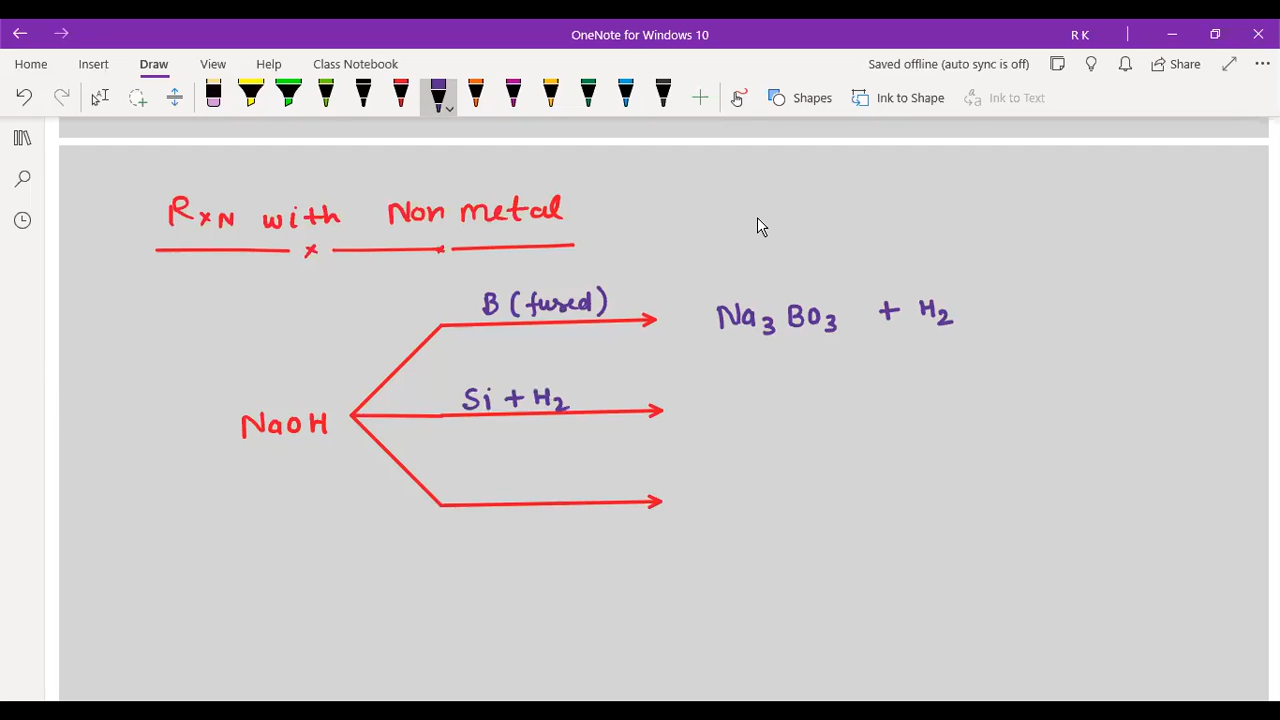 OneNote for Windows 10
R K
Home Insert Draw View Help Class Notebook
Saved offline (auto sync is off) Share
Shapes Ink to Shape Ink to Text
RxN with Non metal
B (fused) Na3 BO3 + H2
Si + H2
NaOH